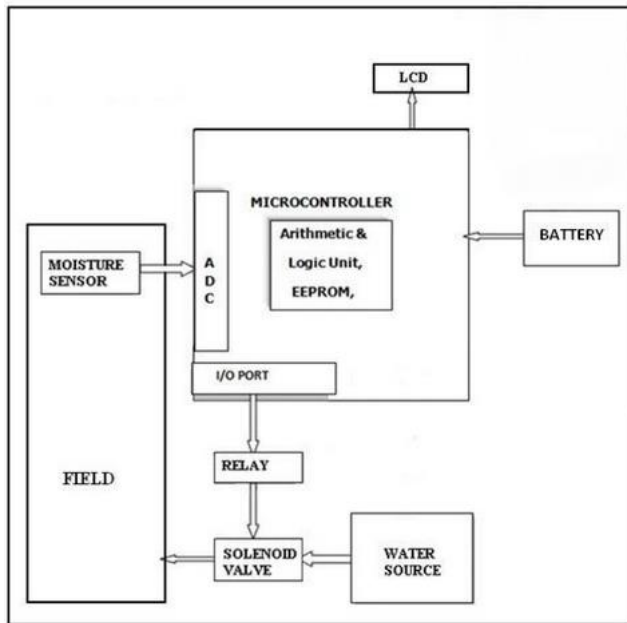 LCD
MICROCONTROLLER
Arithmetic &
Logic Unit,
EEPROM,
BATTERY
MOISTURE
SENSOR
A
D
C
I/O PORT
RELAY
FIELD
SOLENOID
VALVE
WATER
SOURCE